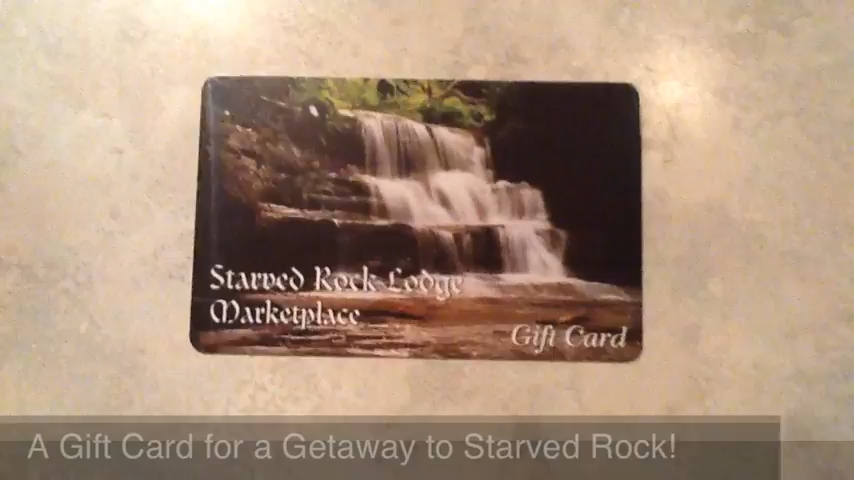 Starved Rock Lodge
Marketplace
Gift Card
A Gift Card for a Getaway to Starved Rock!